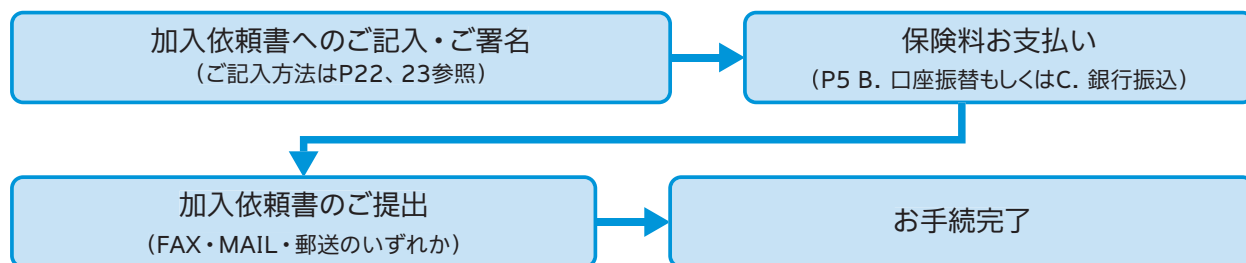 加入依頼書へのご記入・ご署名
（ご記入方法はP22、23参照）
保険料お支払い
（P5 B. 口座振替もしくはC. 銀行振込）
加入依頼書のご提出
（FAX・MAIL・郵送のいずれか）
お手続完了